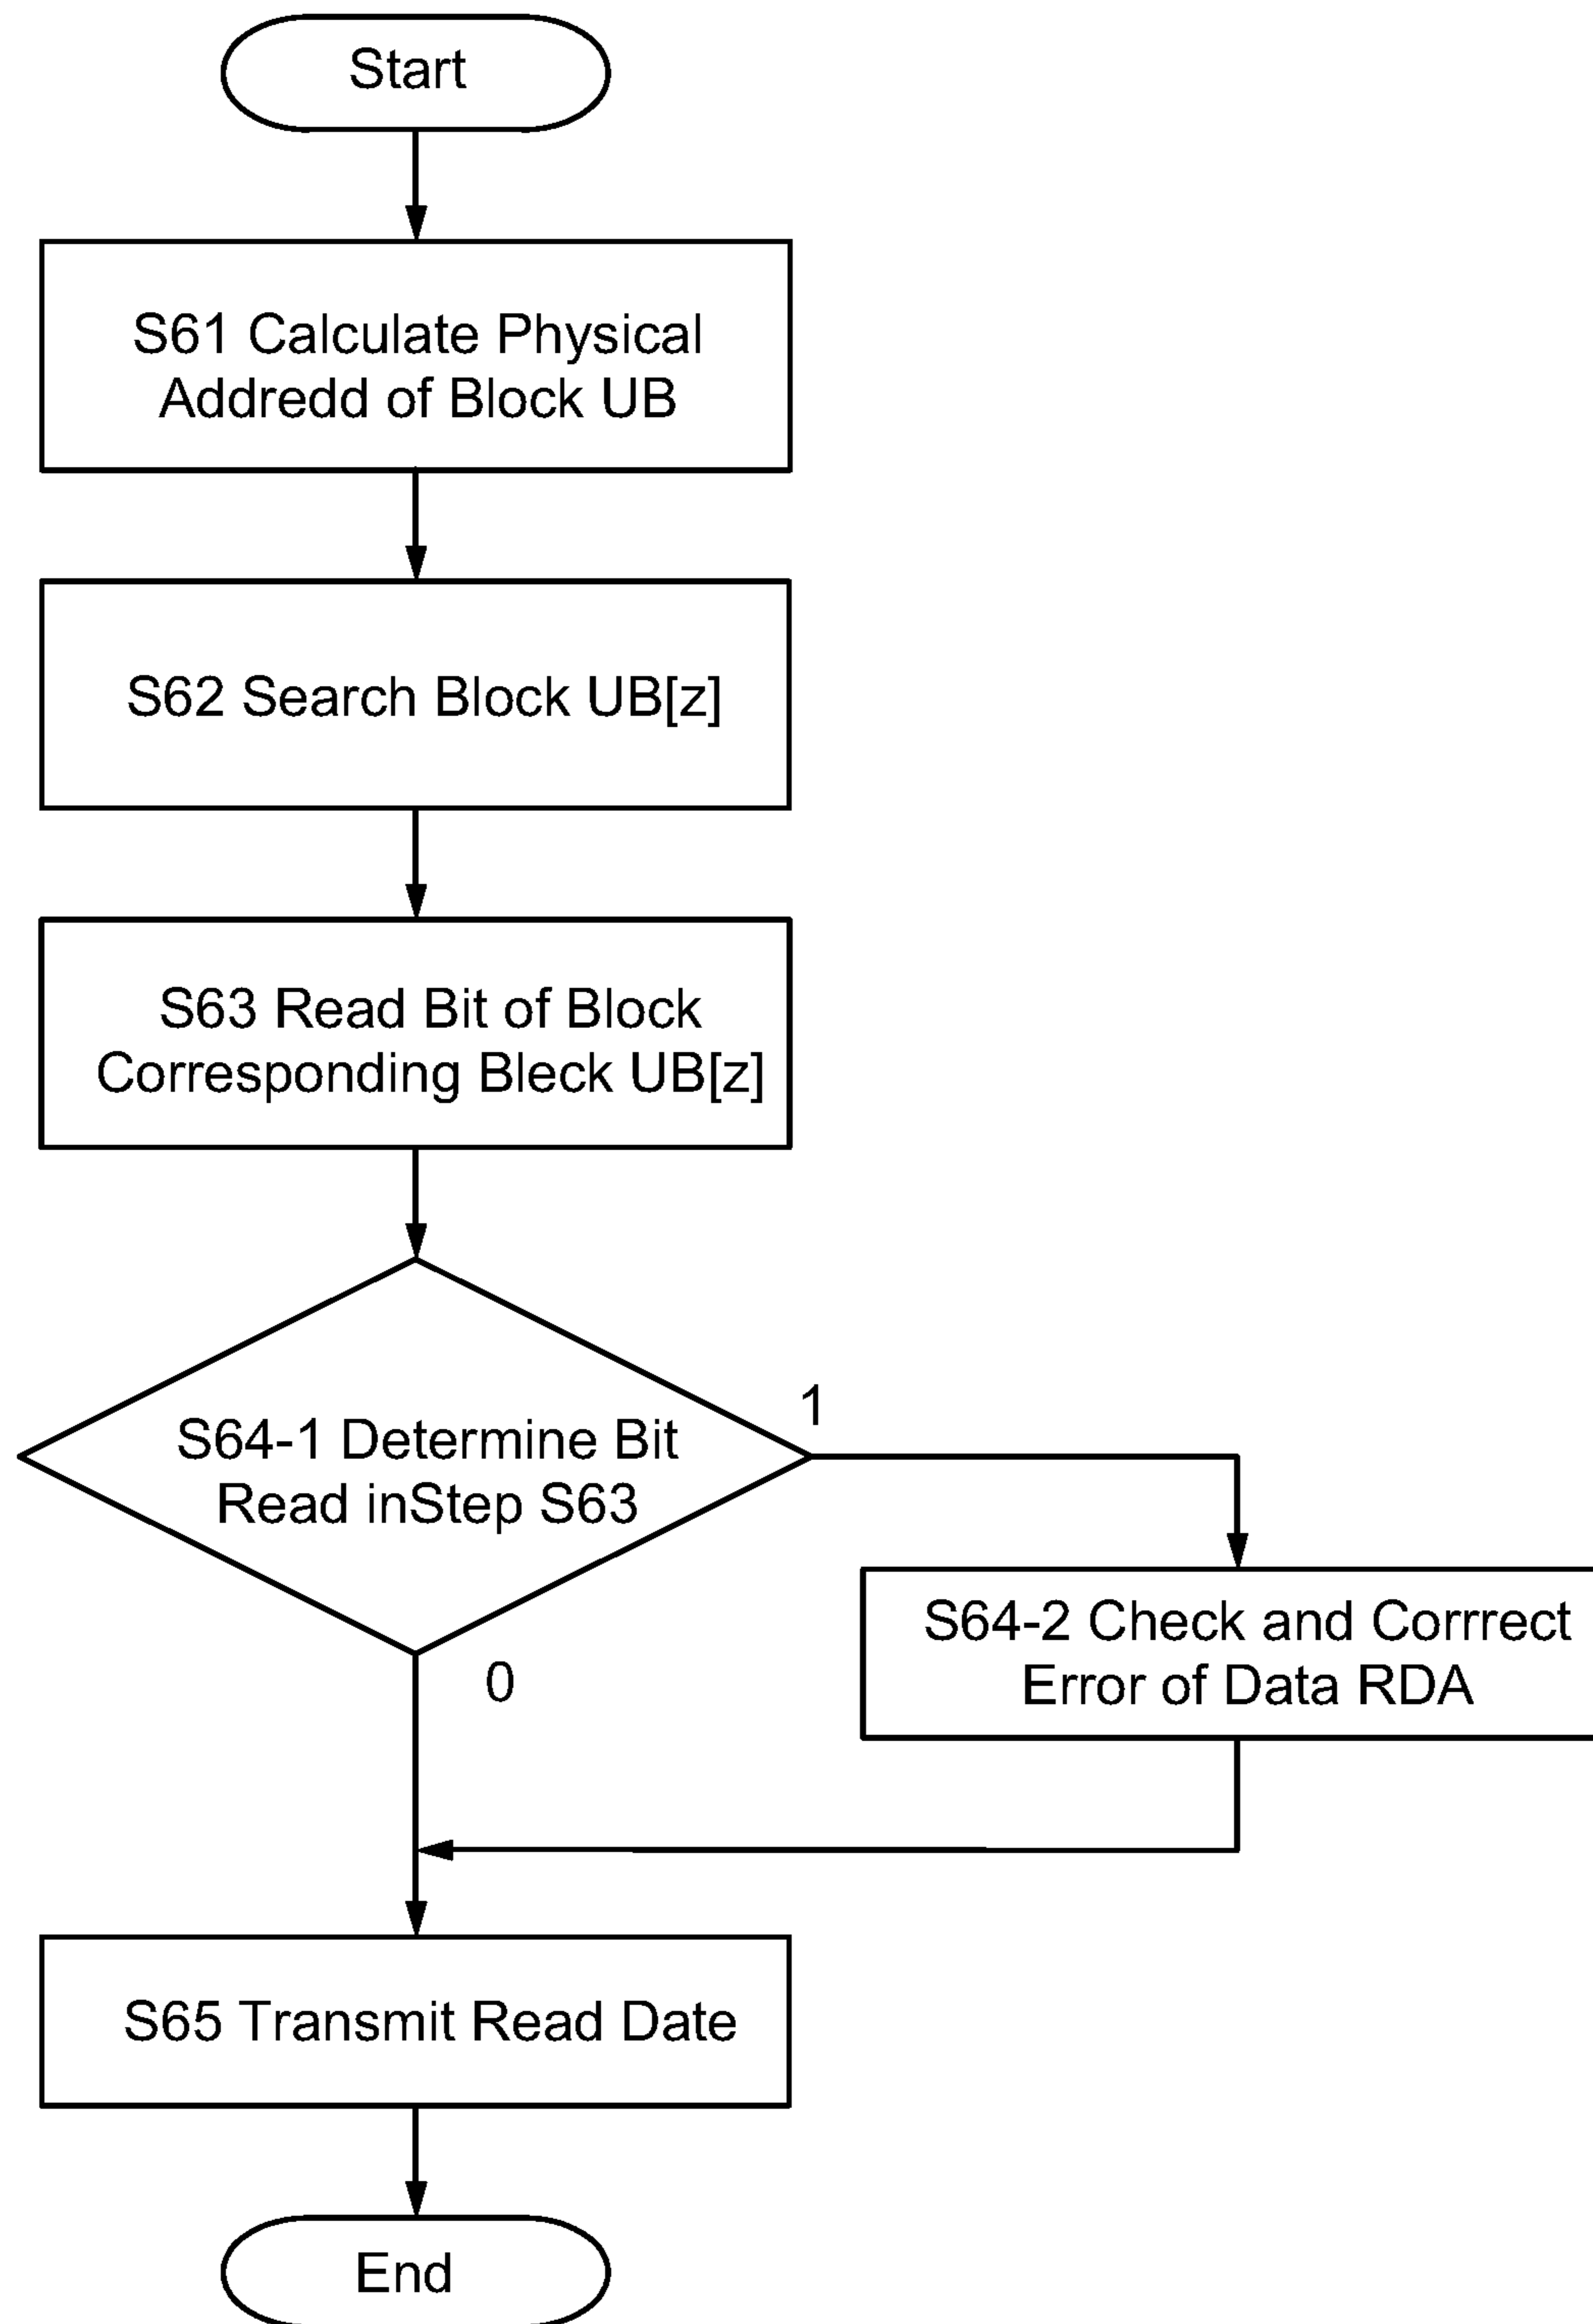 Start
S61 Calculate Physical
Addredd of Block UB
S62 Search Block UB[z]
S63 Read Bit of Block
Corresponding Bleck UB[z]
1
S64-1 Determine Bit
Read inStep S63
S64-2 Check and Corrrect
Error of Data RDA
0
S65 Transmit Read Date
End